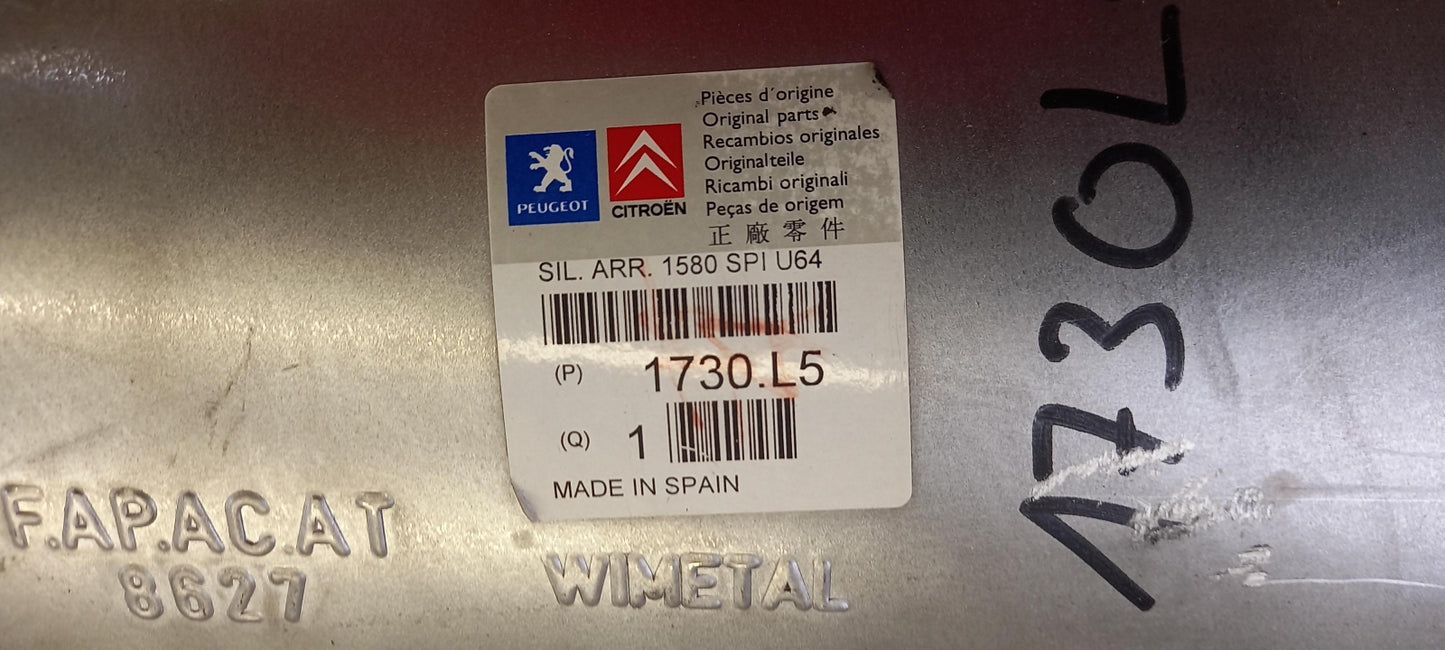 Pièces d'origine
Original parts
Recambios originales
Originalteile
Ricambi originali
Peças de origem
正廠零件
PEUGEOT
CITROËN
SIL. ARR. 1580 SPI U64
(P) 1730.L5
(Q) 1
MADE IN SPAIN
F.AP.AC.AT
8627
WIMETAL
1730L